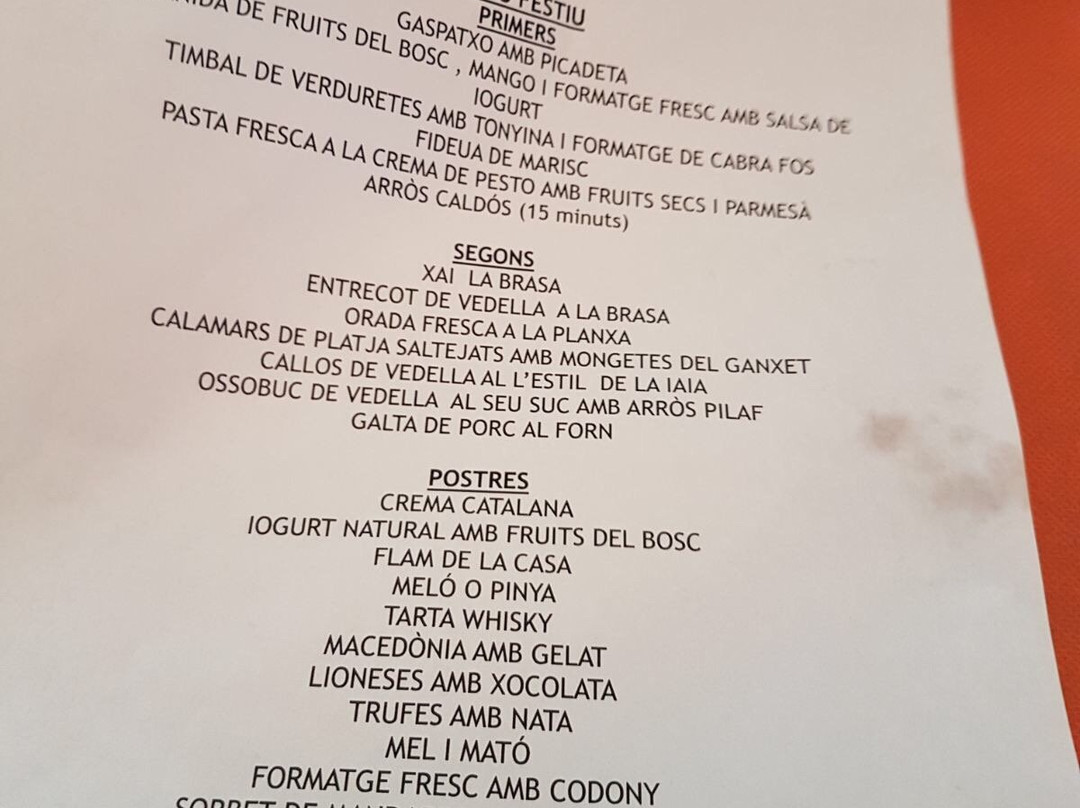 FESTIU
PRIMERS
GASPATXO AMB PICADETA
DE FRUITS DEL BOSC , MANGO I FORMATGE FRESC AMB SALSA DE
IOGURT
TIMBAL DE VERDURETES AMB TONYINA I FORMATGE DE CABRA FOS
FIDEUA DE MARISC
PASTA FRESCA A LA CREMA DE PESTO AMB FRUITS SECS I PARMESÀ
ARRÒS CALDÓS (15 minuts)
SEGONS
XAI LA BRASA
ENTRECOT DE VEDELLA A LA BRASA
ORADA FRESCA A LA PLANXA
CALAMARS DE PLATJA SALTEJATS AMB MONGETES DEL GANXET
CALLOS DE VEDELLA AL L'ESTIL DE LA IAIA
OSSOBUC DE VEDELLA AL SEU SUC AMB ARRÒS PILAF
GALTA DE PORC AL FORN
POSTRES
CREMA CATALANA
IOGURT NATURAL AMB FRUITS DEL BOSC
FLAM DE LA CASA
MELÓ O PINYA
TARTA WHISKY
MACEDÒNIA AMB GELAT
LIONESES AMB XOCOLATA
TRUFES AMB NATA
MEL I MATÓ
FORMATGE FRESC AMB CODONY
SORBET DE